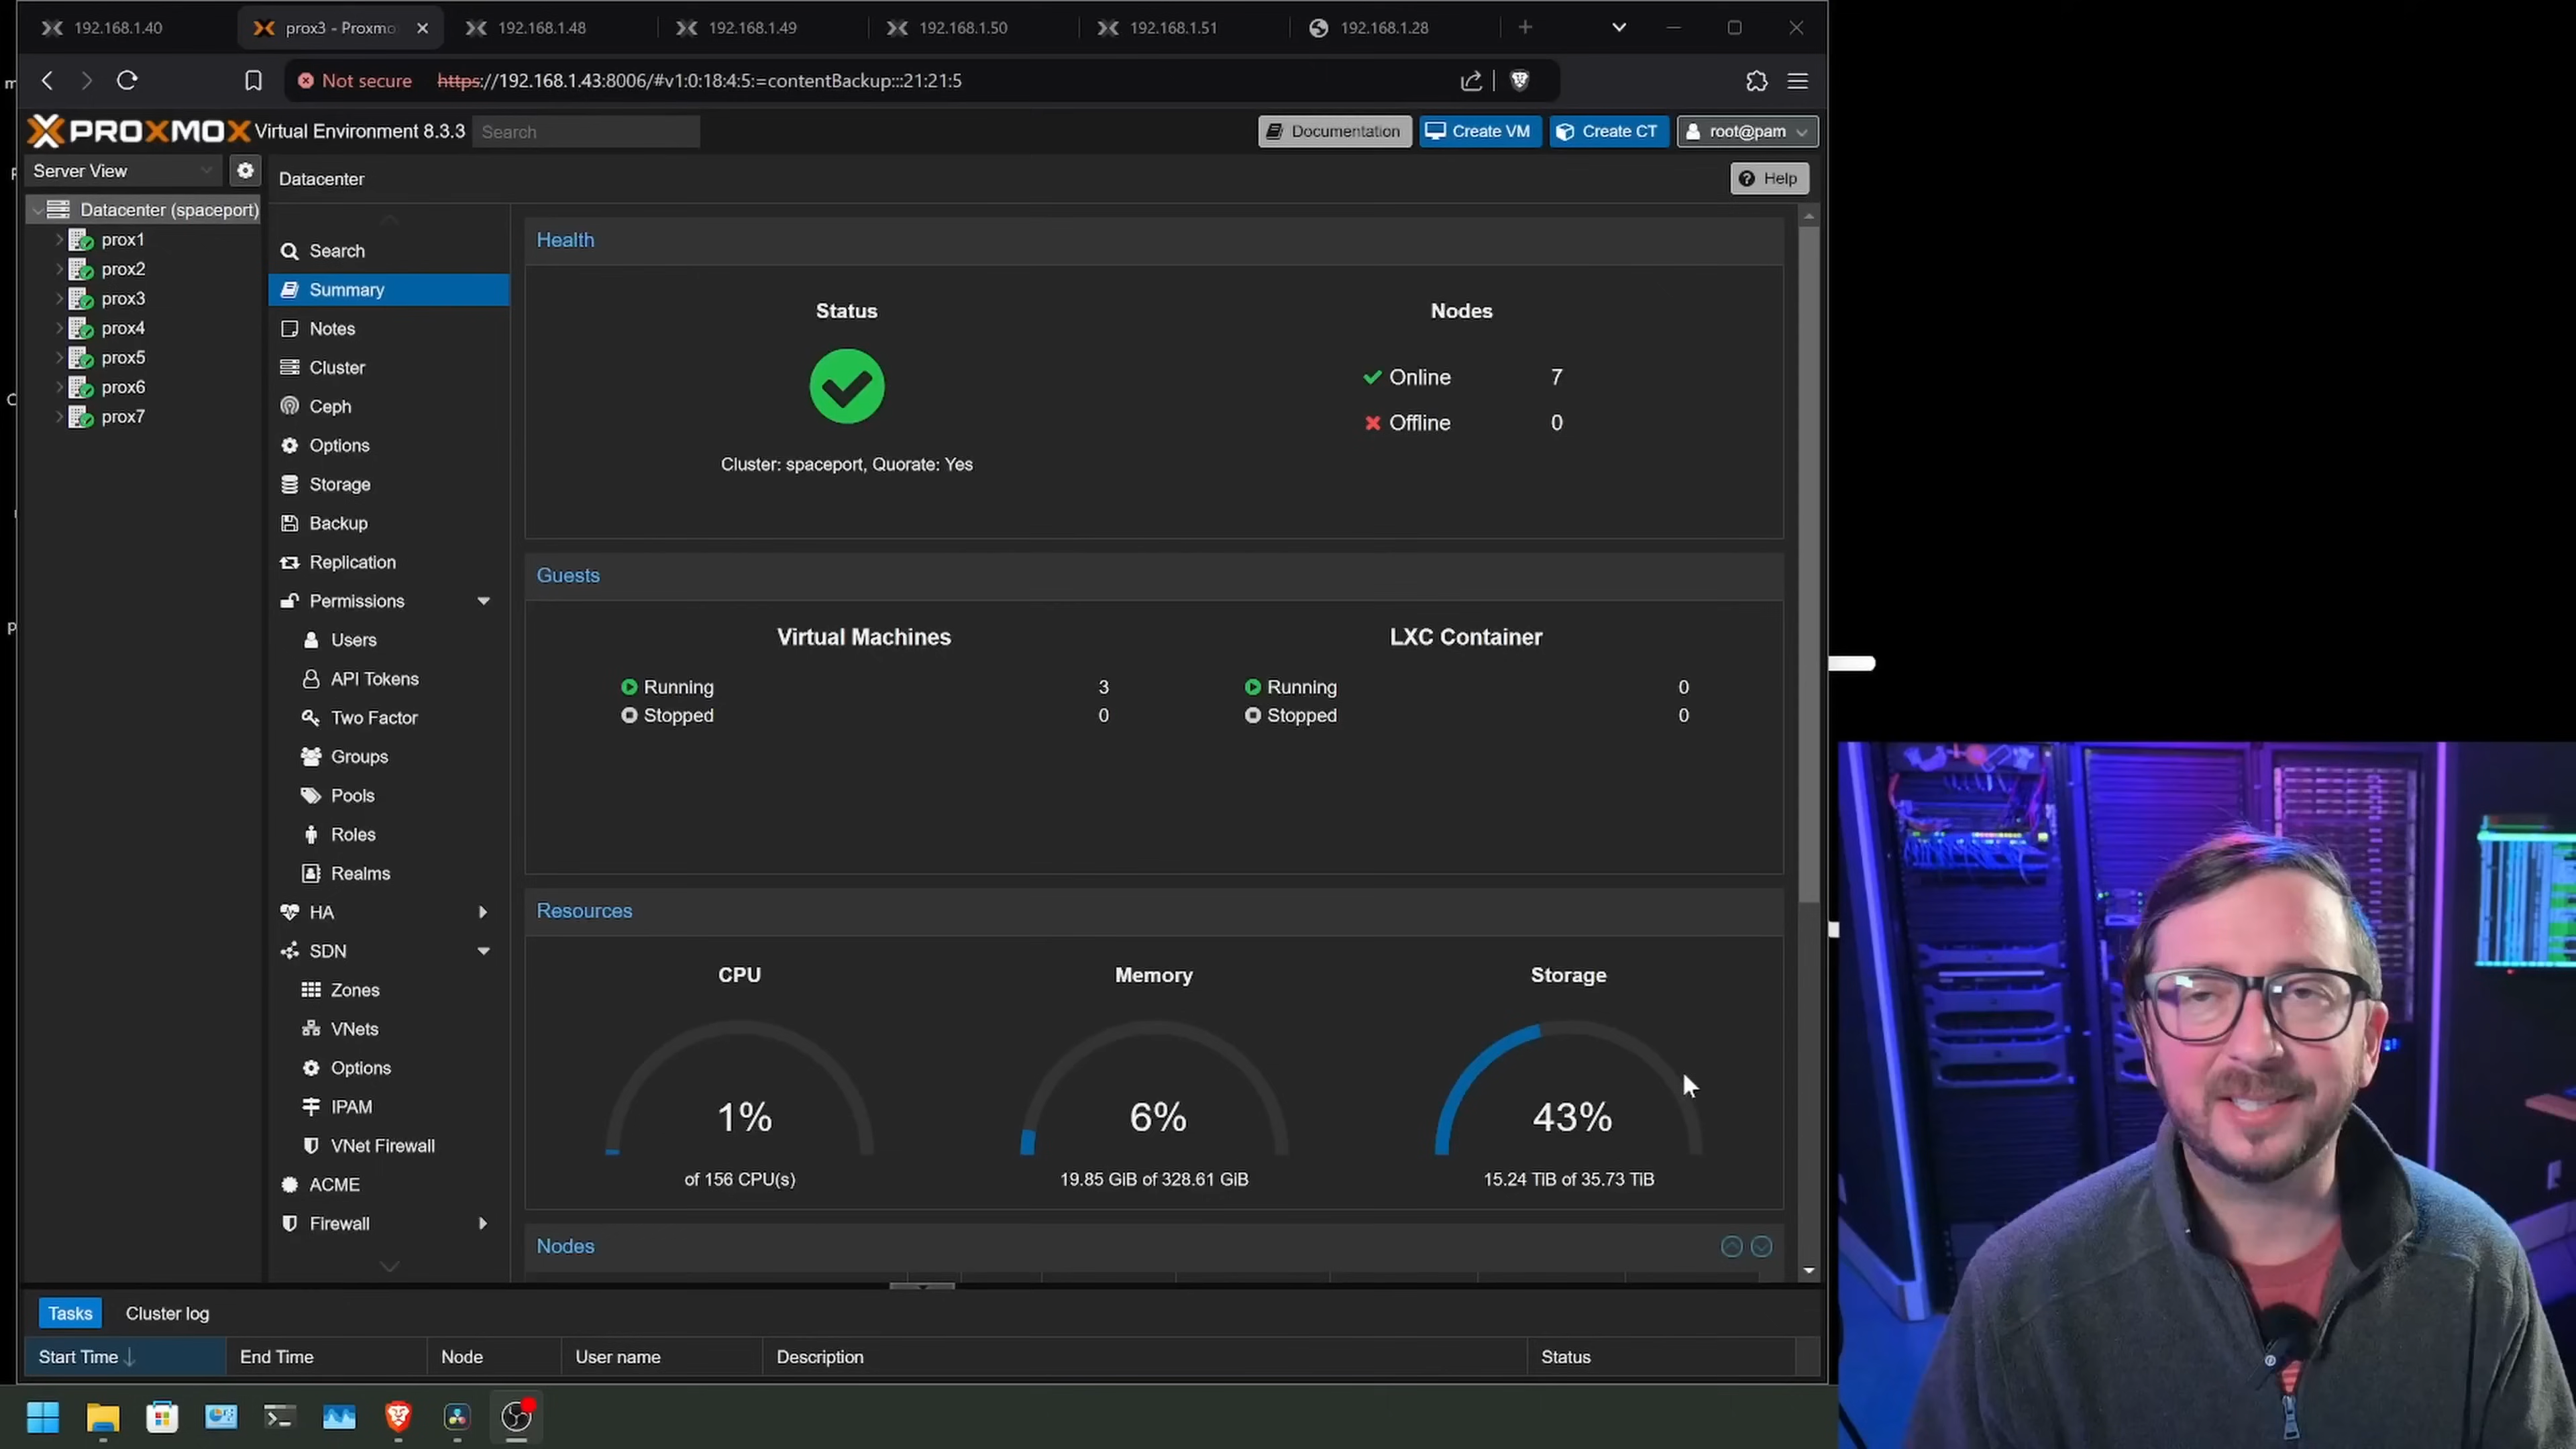 192.168.1.40
prox3 - Proxmo
192.168.1.48
192.168.1.49
192.168.1.50
192.168.1.51
192.168.1.28
Not secure https://192.168.1.43:8006/#v1:0:18:4:5:=contentBackup:::21:21:5
PROXMOX Virtual Environment 8.3.3 Search
Documentation Create VM Create CT root@pam
Server View
Datacenter
Help
Datacenter (spaceport)
prox1
prox2
prox3
prox4
prox5
prox6
prox7
Search
Summary
Notes
Cluster
Ceph
Options
Storage
Backup
Replication
Permissions
Users
API Tokens
Two Factor
Groups
Pools
Roles
Realms
HA
SDN
Zones
VNets
Options
IPAM
VNet Firewall
ACME
Firewall
Health
Status
Nodes
Online 7
Offline 0
Cluster: spaceport, Quorate: Yes
Guests
Virtual Machines
Running 3
Stopped 0
LXC Container
Running 0
Stopped 0
Resources
CPU
1%
of 156 CPU(s)
Memory
6%
19.85 GiB of 328.61 GiB
Storage
43%
15.24 TiB of 35.73 TiB
Nodes
Tasks
Cluster log
Start Time End Time Node User name Description Status